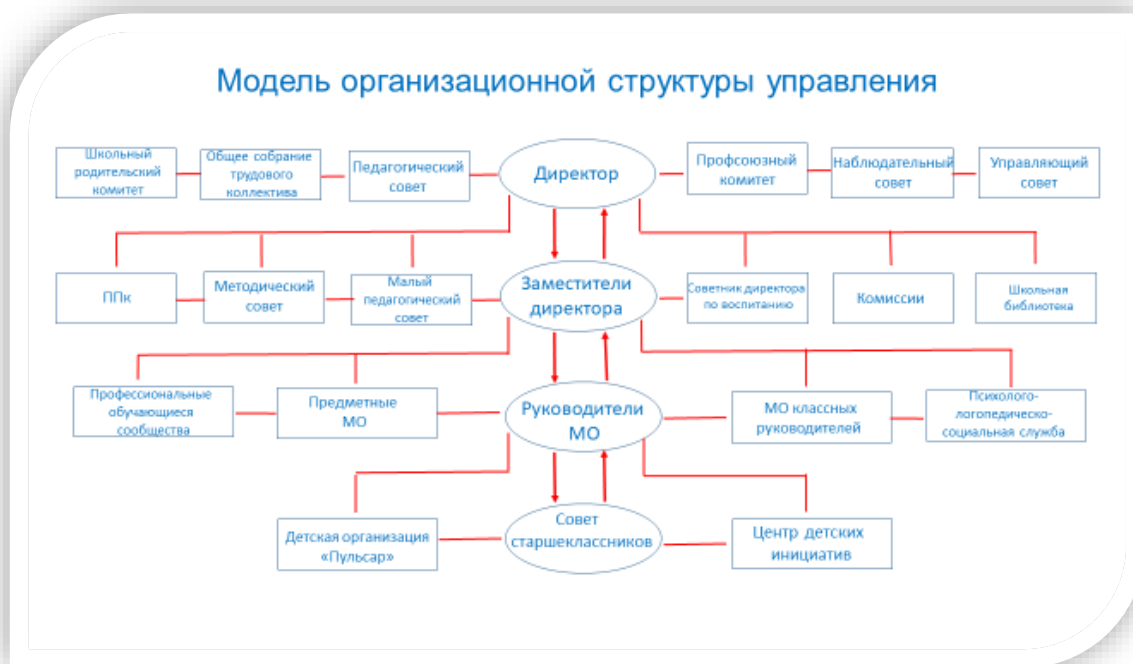 Модель организационной структуры управления
Школьный
родительский
комитет
Общее собрание
трудового
коллектива
Педагогический
совет
Директор
Профсоюзный
комитет
Наблюдательный
совет
Управляющий
совет
ППк
Методический
совет
Малый
педагогический
совет
Заместители
директора
Советник директора
по воспитанию
Комиссии
Школьная
библиотека
Профессиональные
обучающиеся
сообщества
Предметные
МО
Руководители
МО
МО классных
руководителей
Психолого-
логопедическо-
социальная служба
Детская организация
«Пульсар»
Совет
старшеклассников
Центр детских
инициатив